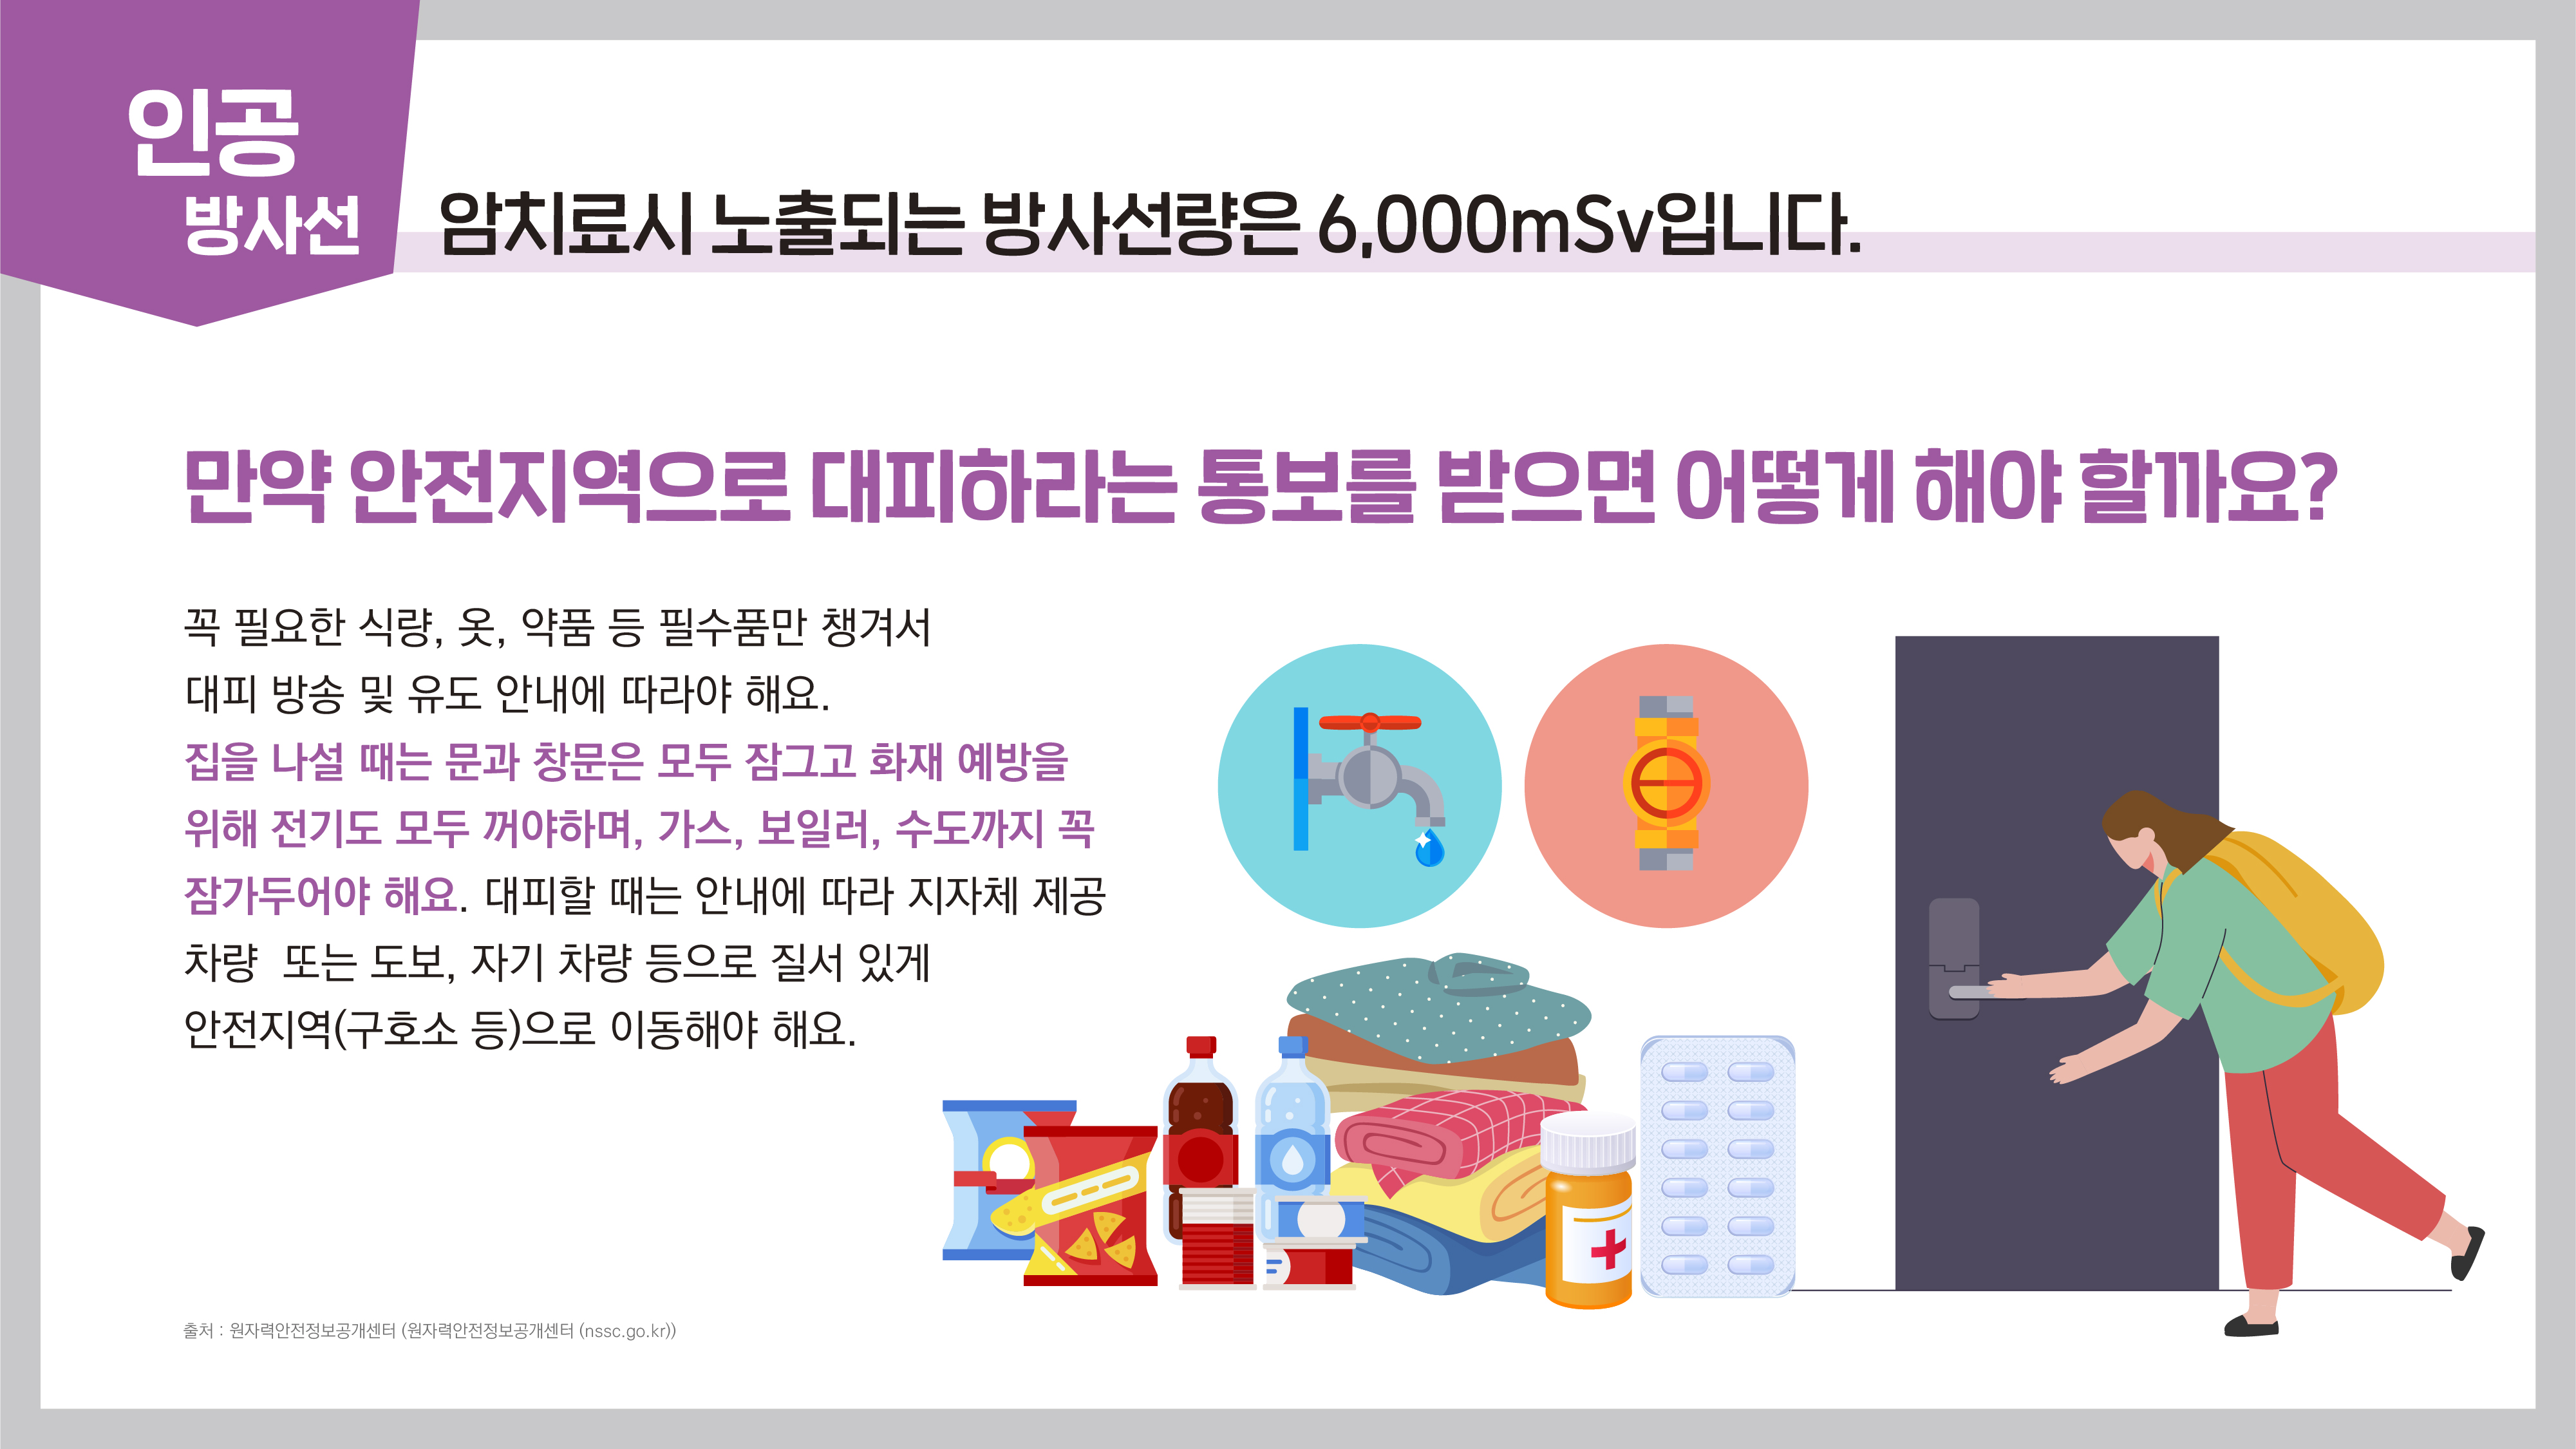 인공
방사선
암치료시 노출되는 방사선량은 6,000mSv입니다.
만약 안전지역으로 대피하라는 통보를 받으면 어떻게 해야 할까요?
꼭 필요한 식량, 옷, 약품 등 필수품만 챙겨서
대피 방송 및 유도 안내에 따라야 해요.
집을 나설 때는 문과 창문은 모두 잠그고 화재 예방을
위해 전기도 모두 꺼야하며, 가스, 보일러, 수도까지 꼭
잠가두어야 해요. 대피할 때는 안내에 따라 지자체 제공
차량  또는 도보, 자기 차량 등으로 질서 있게
안전지역(구호소 등)으로 이동해야 해요.
출처 : 원자력안전정보공개센터 (원자력안전정보공개센터 (nssc.go.kr))